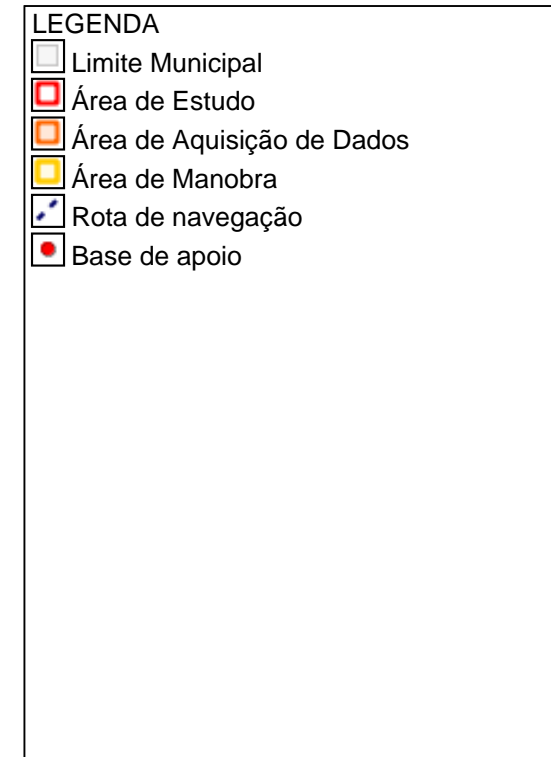 LEGENDA
Limite Municipal
Área de Estudo
Área de Aquisição de Dados
Área de Manobra
Rota de navegação
Base de apoio